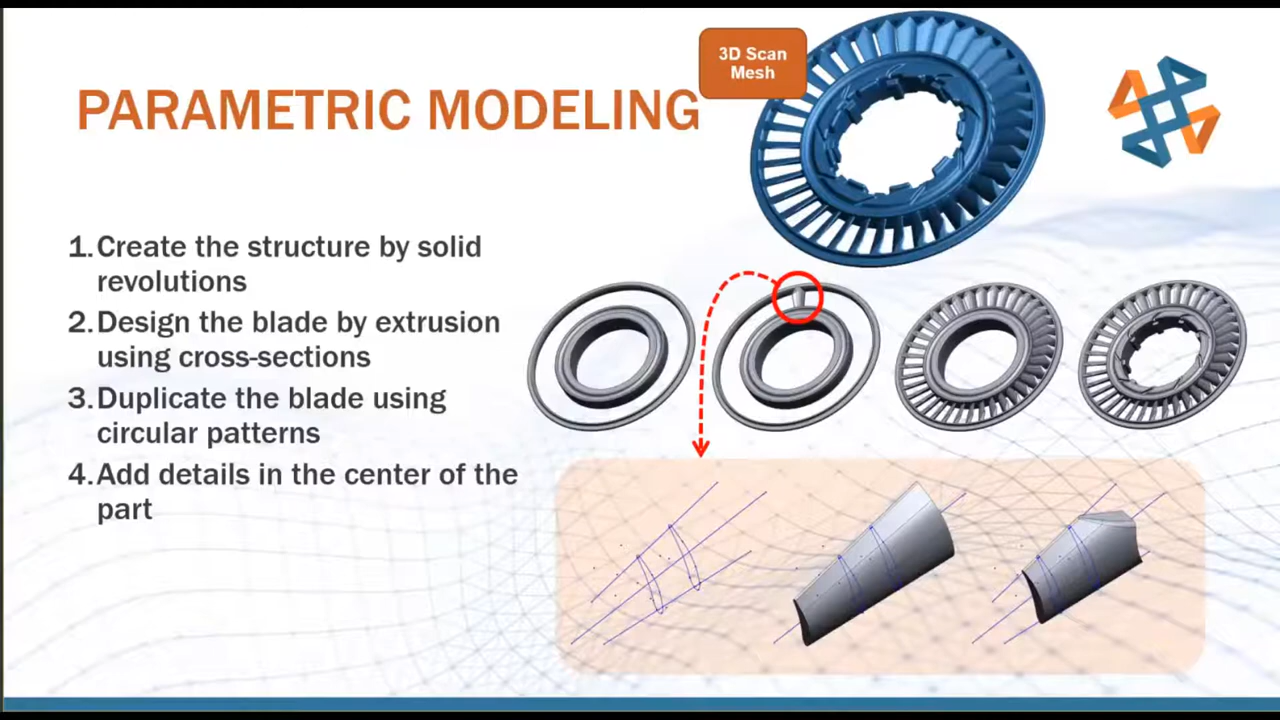 3D Scan
Mesh
PARAMETRIC MODELING
1. Create the structure by solid
revolutions
2. Design the blade by extrusion
using cross-sections
3. Duplicate the blade using
circular patterns
4. Add details in the center of the
part